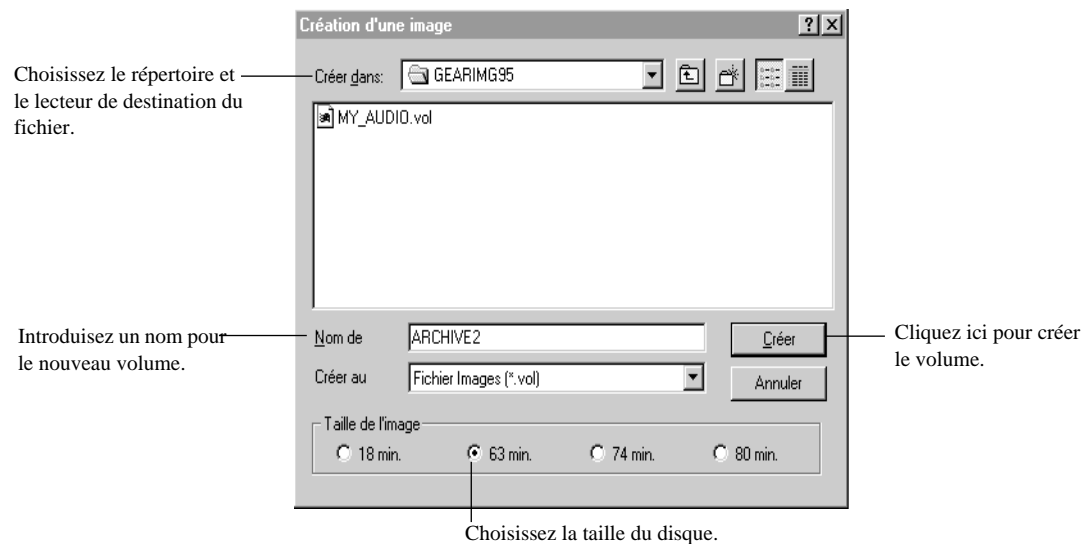 Création d'une image
Choisissez le répertoire et
le lecteur de destination du
fichier.
Créer dans:
GEARIMG95
MY_AUDIO.vol
Introduisez un nom pour
le nouveau volume.
Nom de
ARCHIVE2
Créer
Cliquez ici pour créer
le volume.
Créer au
Fichier Images (*.vol)
Annuler
Taille de l'image
18 min.
63 min.
74 min.
80 min.
Choisissez la taille du disque.